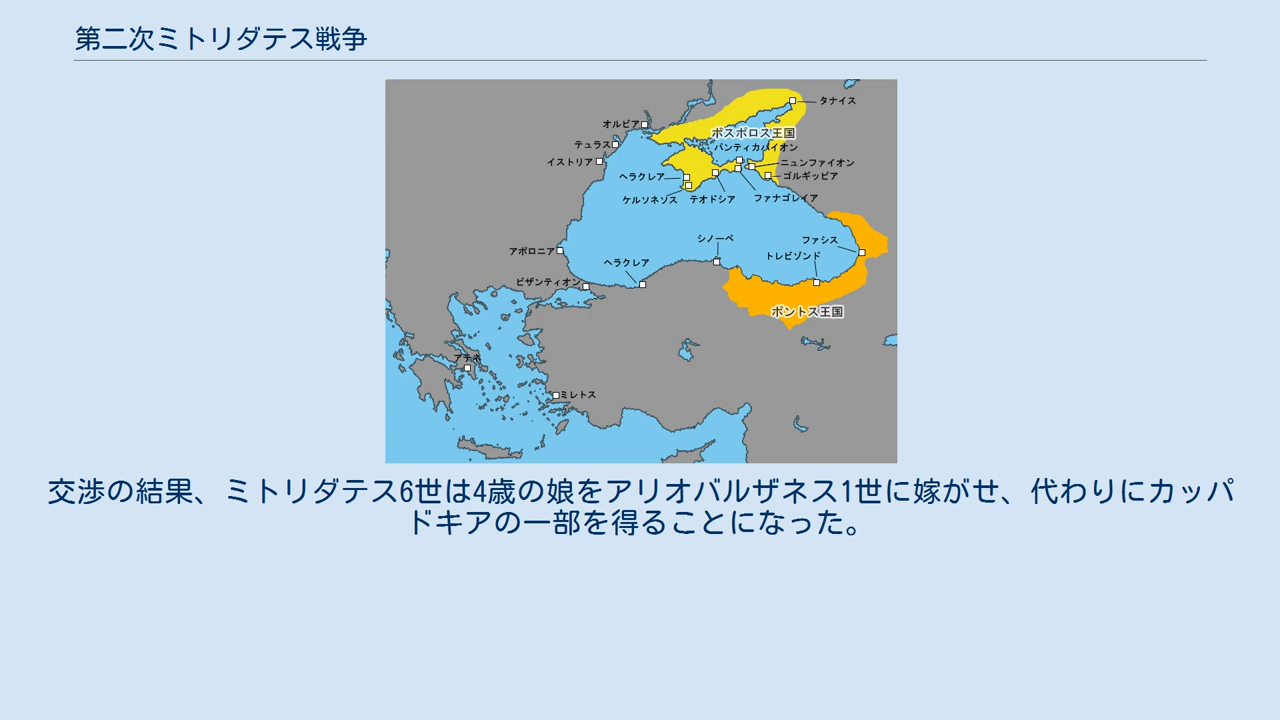 第二次ミトリダテス戦争
タナイス
オルビア
ボスポロス王国
テュラス
パンティカパイオン
イストリア
ニュンファイオン
ヘラクレア
ゴルギッピア
ケルソネソス
テオドシア
ファナゴレイア
シノーペ
ファシス
アポロニア
トレビゾンド
ヘラクレア
ビザンティオン
ポントス王国
アテネ
ミレトス
交渉の結果、ミトリダテス6世は4歳の娘をアリオバルザネス1世に嫁がせ、代わりにカッパ
ドキアの一部を得ることになった。